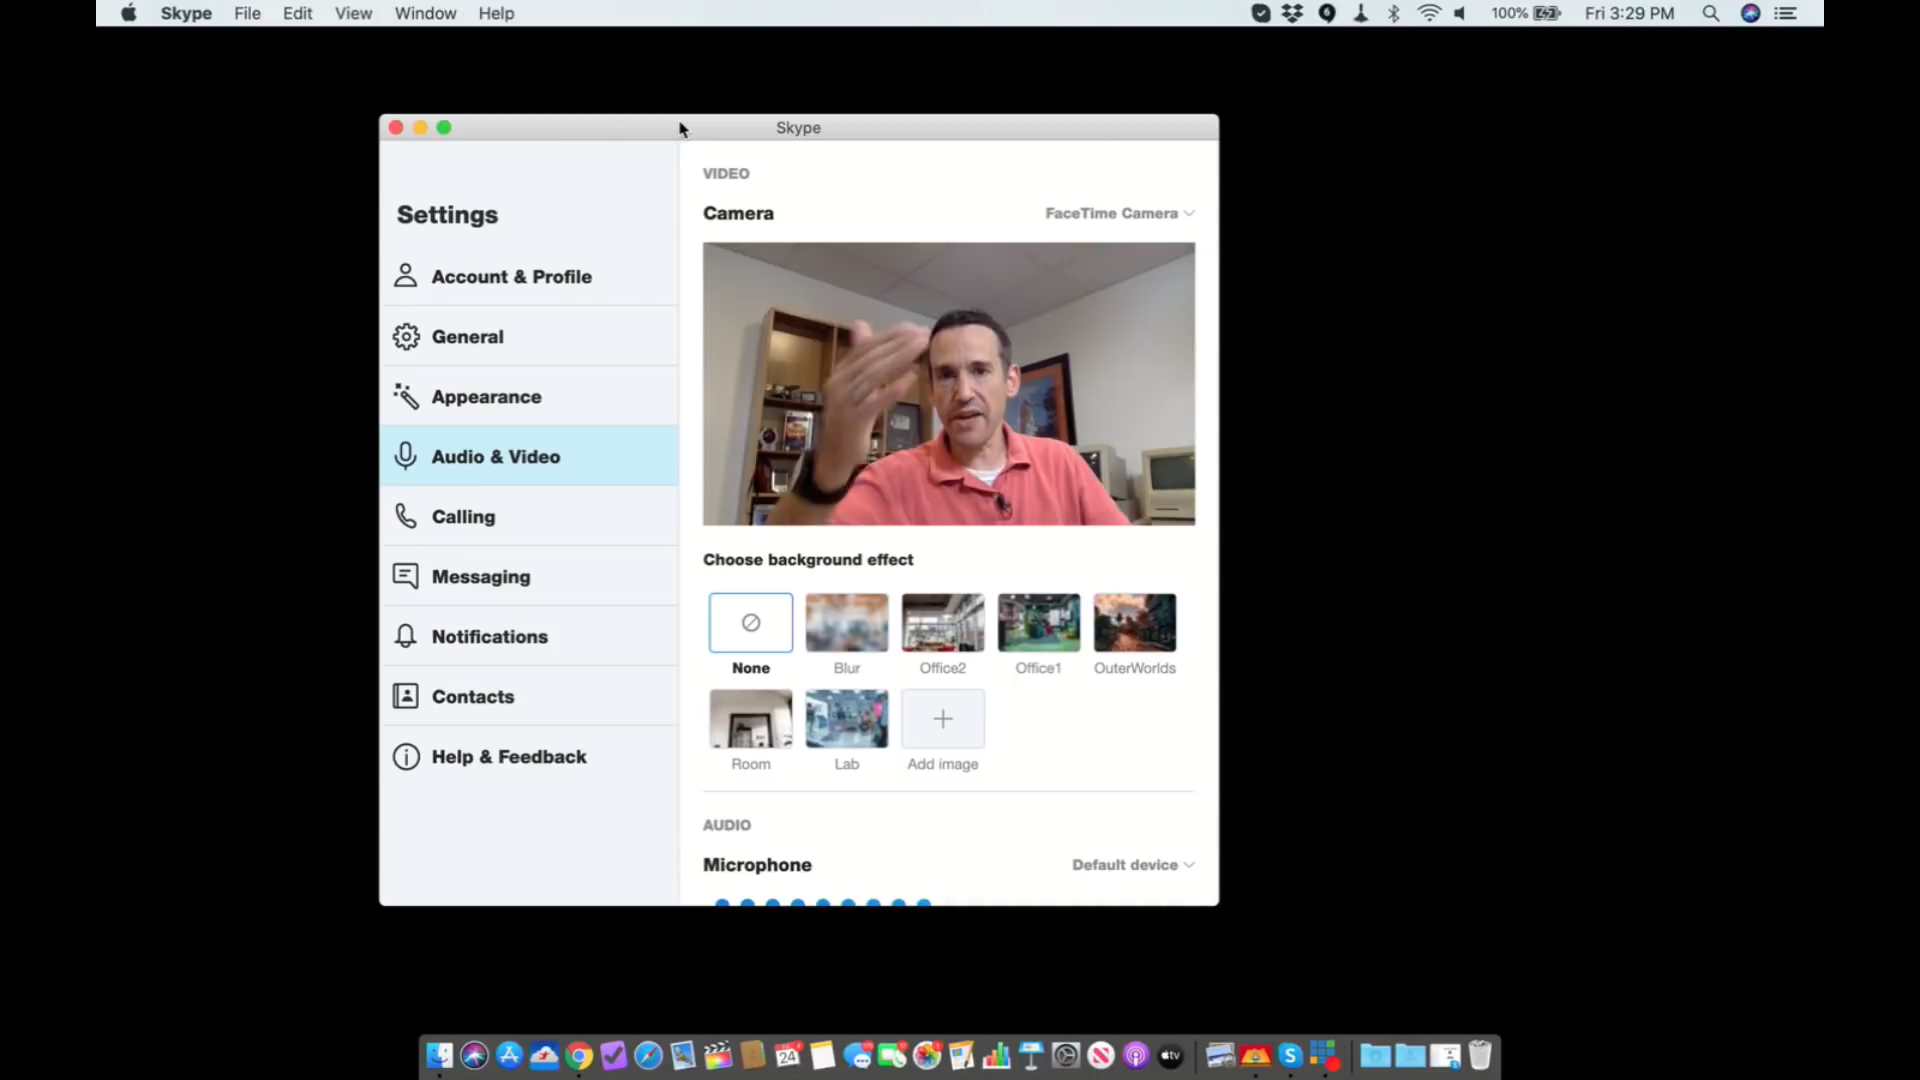 Skype File Edit View Window Help 100% Fri 3:29 PM
Skype
Settings
Account & Profile
General
Appearance
Audio & Video
Calling
Messaging
Notifications
Contacts
Help & Feedback
VIDEO
Camera FaceTime Camera
Choose background effect
None Blur Office2 Office1 OuterWorlds
Room Lab Add image
AUDIO
Microphone Default device
24 tv